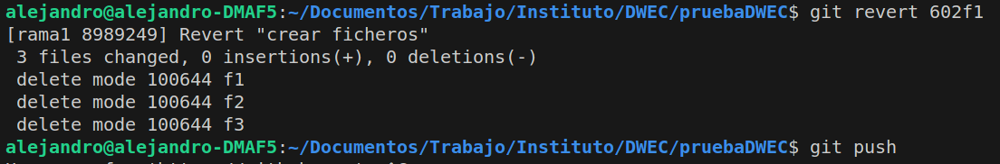 alejandro@alejandro-DMAF5:~/Documentos/Trabajo/Instituto/DWEC/pruebaDWEC$ git revert 602f1
[rama1 8989249] Revert "crear ficheros"
 3 files changed, 0 insertions(+), 0 deletions(-)
 delete mode 100644 f1
 delete mode 100644 f2
 delete mode 100644 f3
alejandro@alejandro-DMAF5:~/Documentos/Trabajo/Instituto/DWEC/pruebaDWEC$ git push